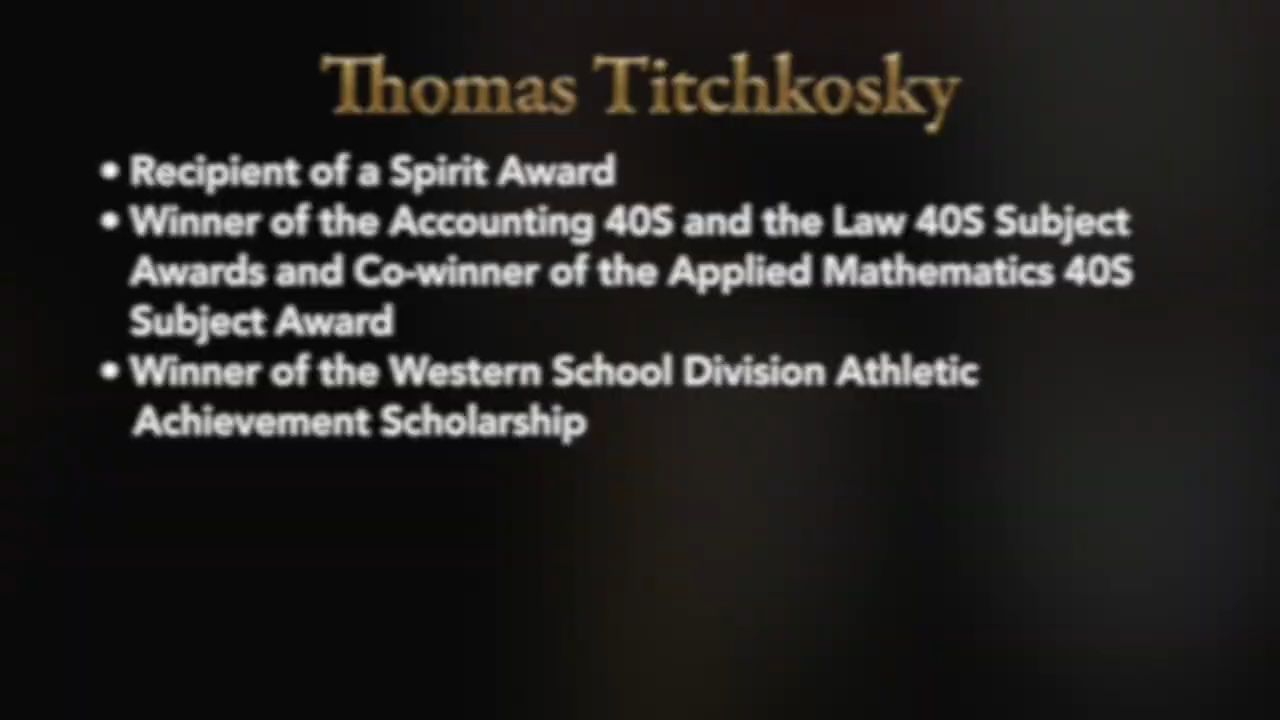 Thomas Titchkosky
• Recipient of a Spirit Award
• Winner of the Accounting 40S and the Law 40S Subject
Awards and Co-winner of the Applied Mathematics 40S
Subject Award
• Winner of the Western School Division Athletic
Achievement Scholarship